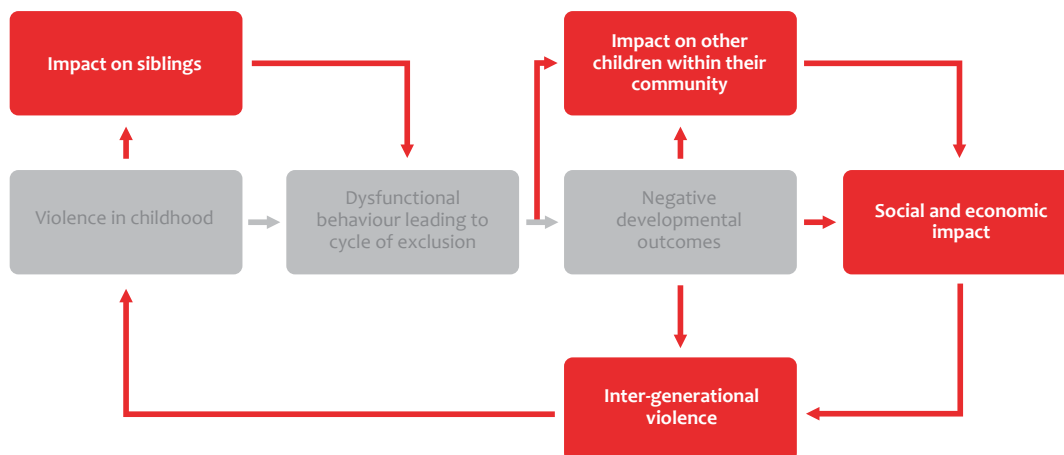 Impact on siblings
Impact on other
children within their
community
Violence in childhood
Dysfunctional
behaviour leading to
cycle of exclusion
Negative
developmental
outcomes
Social and economic
impact
Inter-generational
violence